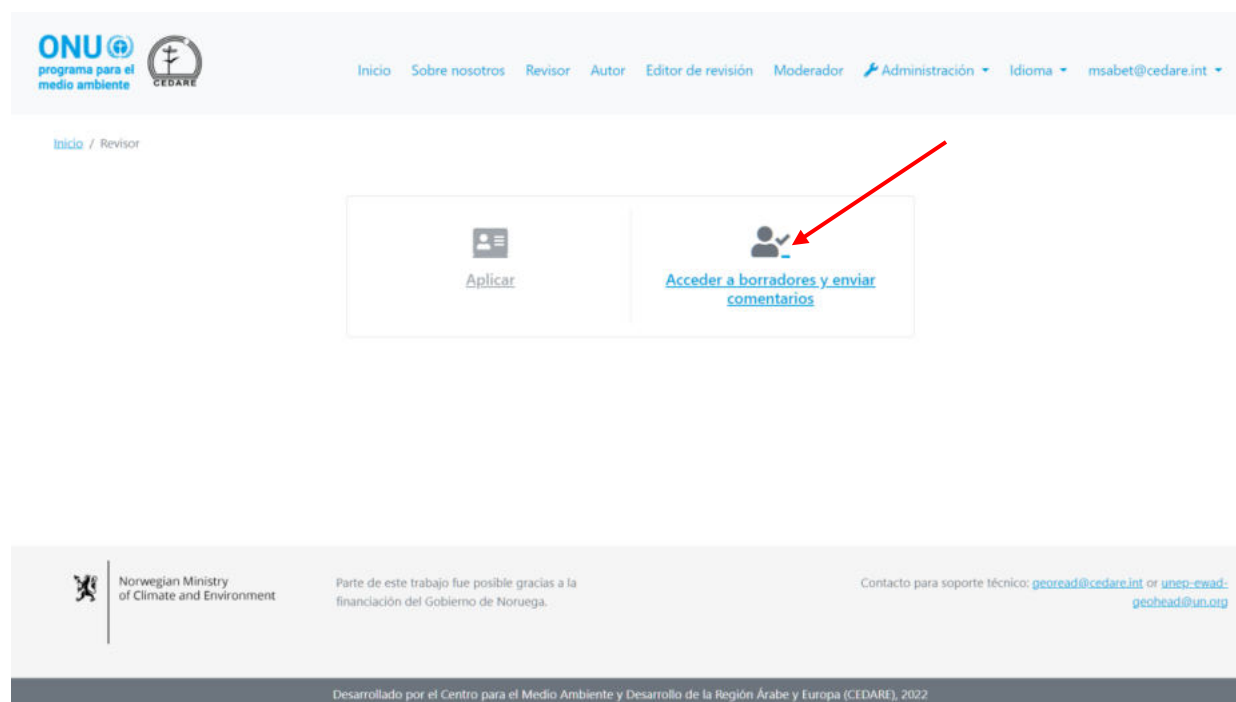 ONU
programa para el
medio ambiente
CEDARE
Inicio Sobre nosotros Revisor Autor Editor de revisión Moderador Administración Idioma msabet@cedare.int
Inicio / Revisor
Aplicar
Acceder a borradores y enviar
comentarios
Norwegian Ministry
of Climate and Environment
Parte de este trabajo fue posible gracias a la
financiación del Gobierno de Noruega.
Contacto para soporte técnico: georead@cedare.int or unep-ewad-
geohead@un.org
Desarrollado por el Centro para el Medio Ambiente y Desarrollo de la Región Árabe y Europa (CEDARE), 2022